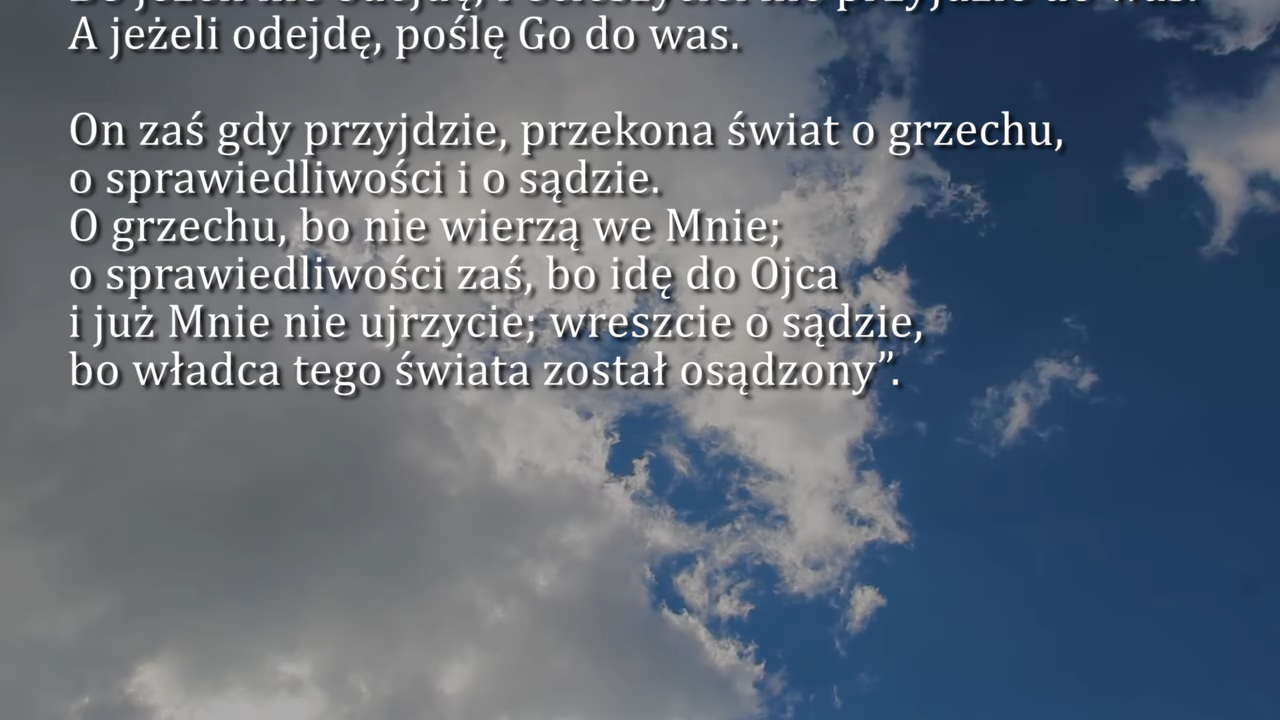 A jeżeli odejdę, poślę Go do was.
On zaś gdy przyjdzie, przekona świat o grzechu,
o sprawiedliwości i o sądzie.
O grzechu, bo nie wierzą we Mnie;
o sprawiedliwości zaś, bo idę do Ojca
i już Mnie nie ujrzycie; wreszcie o sądzie,
bo władca tego świata został osądzony”.